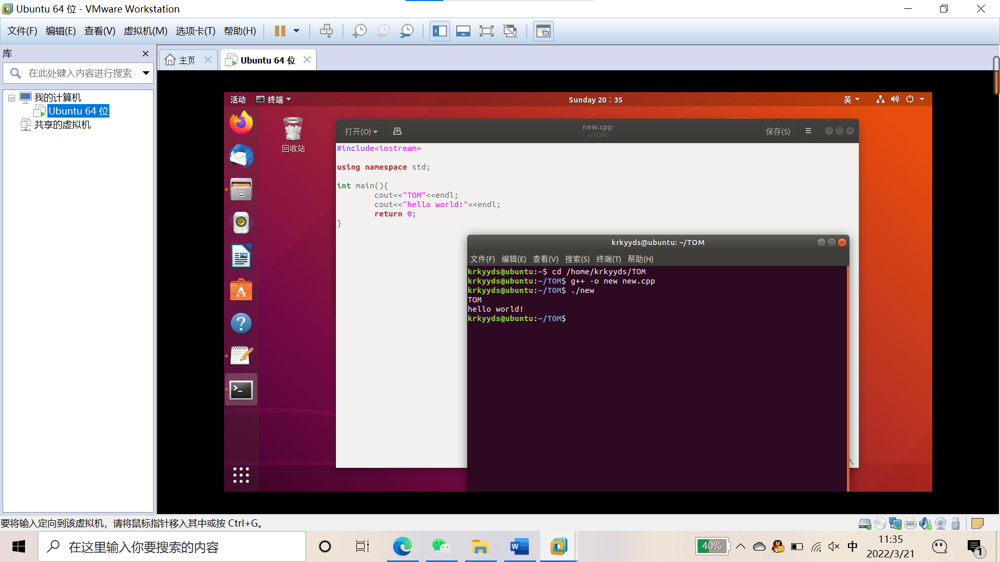 Ubuntu 64 位 - VMware Workstation
文件(F) 编辑(E) 查看(V) 虚拟机(M) 选项卡(T) 帮助(H)
库
主页
Ubuntu 64 位
在此处键入内容进行搜索
我的计算机
Ubuntu 64 位
共享的虚拟机
活动 终端 Sunday 20：35 英
回收站
打开(O) new.cpp 保存(S)
~/TOM
#include<iostream>
using namespace std;
int main(){
cout<<"TOM"<<endl;
cout<<"hello world!"<<endl;
return 0;
}
krkyyds@ubuntu: ~/TOM
文件(F) 编辑(E) 查看(V) 搜索(S) 终端(T) 帮助(H)
krkyyds@ubuntu:~$ cd /home/krkyyds/TOM
krkyyds@ubuntu:~/TOM$ g++ -o new new.cpp
krkyyds@ubuntu:~/TOM$ ./new
TOM
hello world!
krkyyds@ubuntu:~/TOM$
要将输入定向到该虚拟机，请将鼠标指针移入其中或按 Ctrl+G。
在这里输入你要搜索的内容
40%
中
11:35
2022/3/21
1